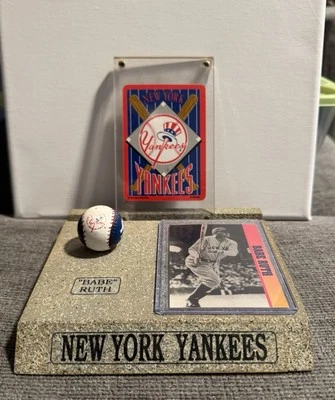 NEW YORK
Yankees
YANKEES
"BABE"
RUTH
BABE RUTH
NEW YORK YANKEES